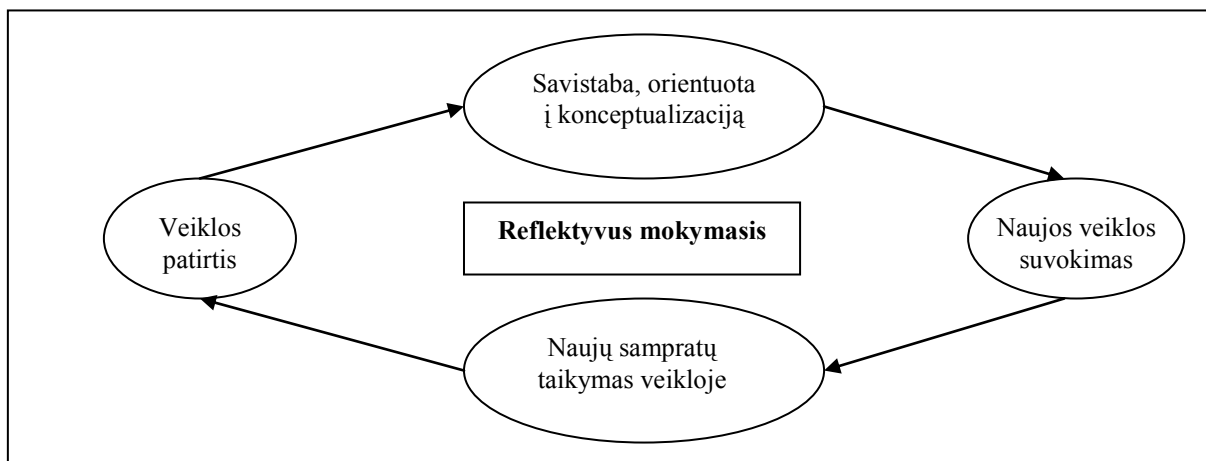 Savistaba, orientuota
į konceptualizaciją
Veiklos
patirtis
Reflektyvus mokymasis
Naujos veiklos
suvokimas
Naujų sampratų
taikymas veikloje